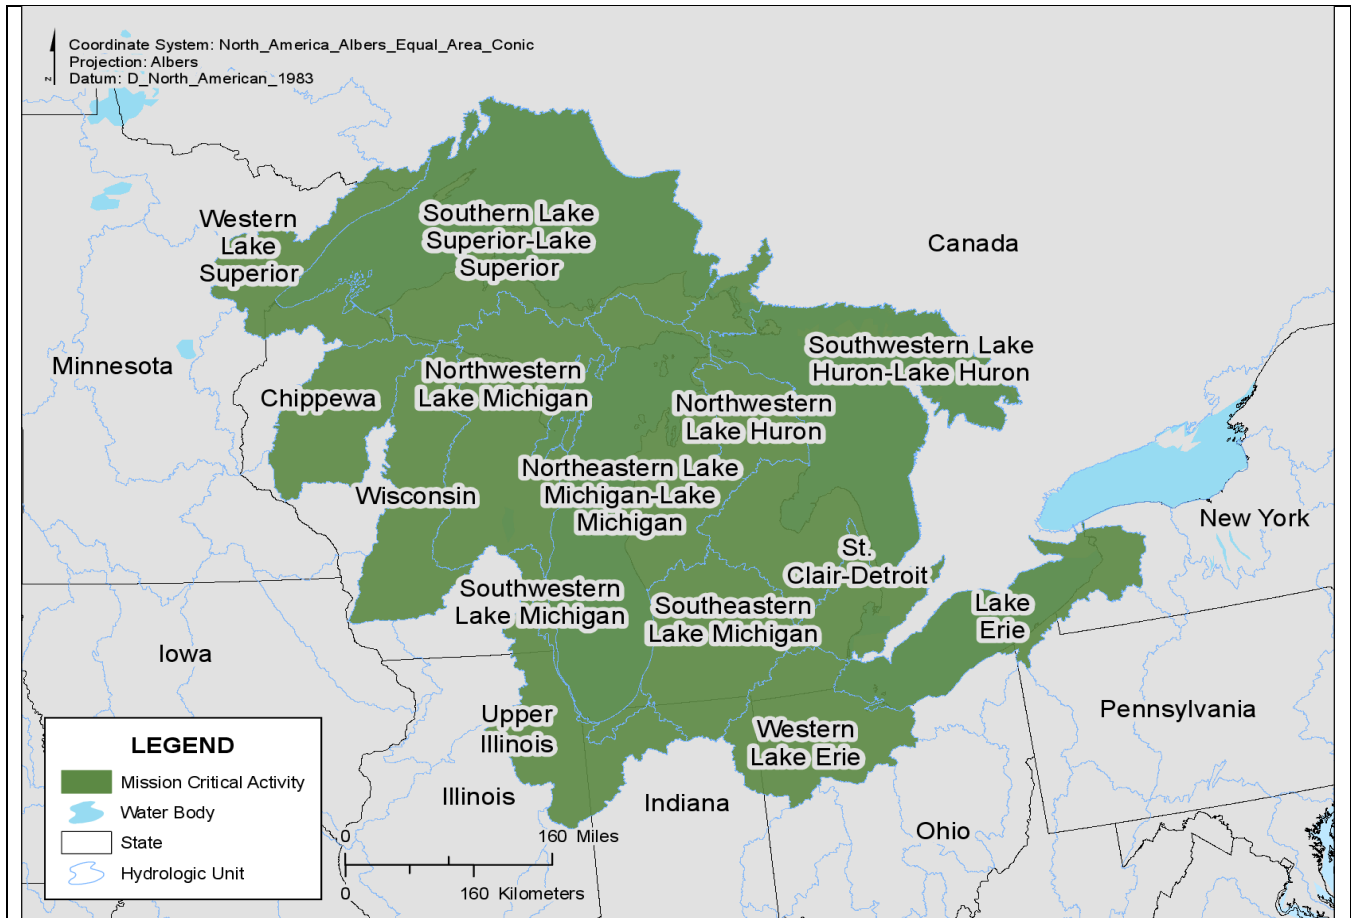 Coordinate System: North_America_Albers_Equal_Area_Conic
Projection: Albers
Datum: D_North_American_1983
N
Western
Lake
Superior
Southern Lake
Superior-Lake
Superior
Canada
Minnesota
Chippewa
Northwestern
Lake Michigan
Southwestern Lake
Huron-Lake Huron
Northwestern
Lake Huron
Wisconsin
Northeastern Lake
Michigan-Lake
Michigan
New York
St.
Clair-Detroit
Southwestern
Lake Michigan
Southeastern
Lake Michigan
Lake
Erie
Iowa
Pennsylvania
Upper
Illinois
Western
Lake Erie
Illinois
Indiana
Ohio
LEGEND
Mission Critical Activity
Water Body
State
Hydrologic Unit
0 160 Miles
0 160 Kilometers